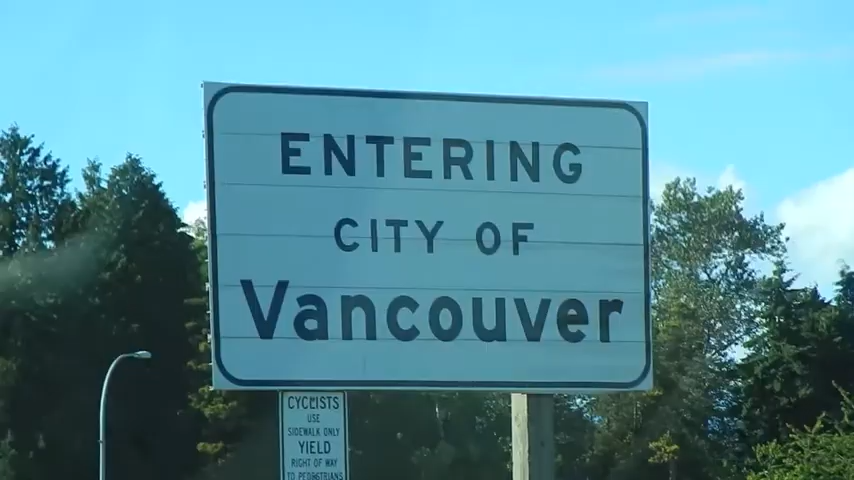 ENTERING
CITY OF
Vancouver
CYCLISTS
USE
SIDEWALK ONLY
YIELD
RIGHT OF WAY
TO PEDESTRIANS